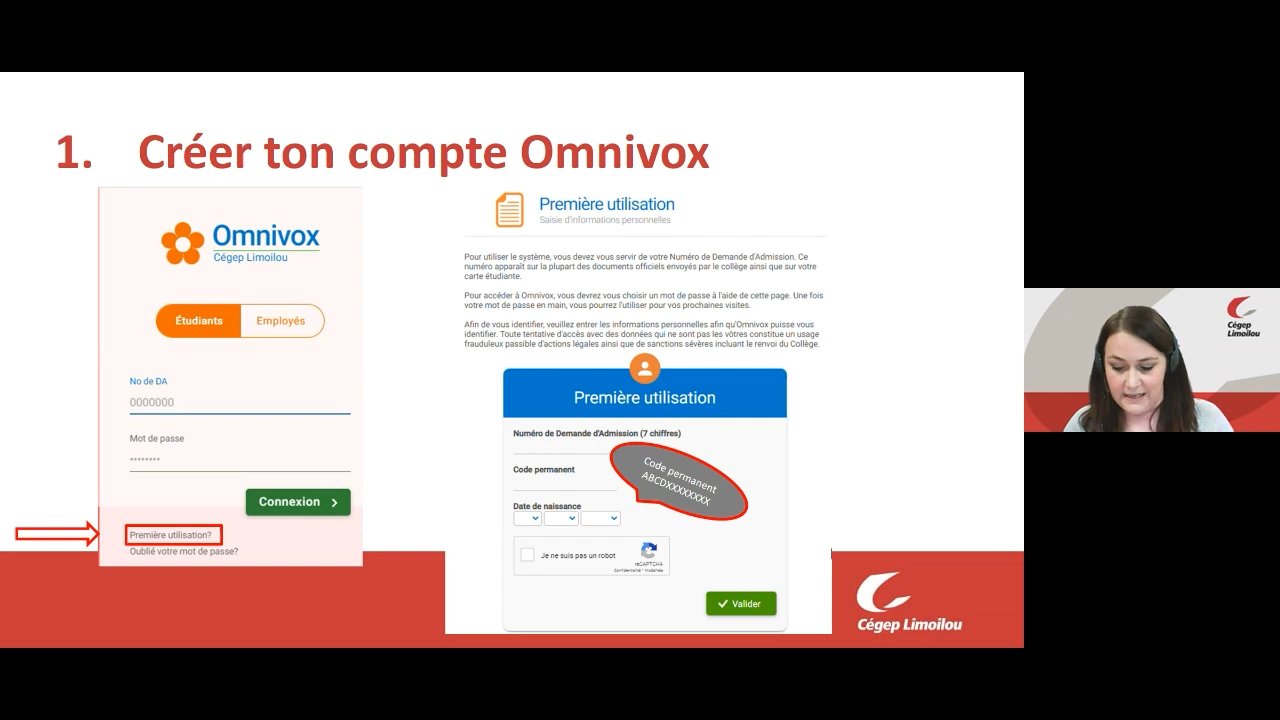 1. Créer ton compte Omnivox
Omnivox
Cégep Limoilou
Étudiants
Employés
No de DA
0000000
Mot de passe
********
Connexion
Première utilisation?
Oublié votre mot de passe?
Première utilisation
Saisie d'informations personnelles
Pour utiliser le système, vous devez vous servir de votre Numéro de Demande d'Admission. Ce
numéro apparaît sur la plupart des documents officiels envoyés par le collège ainsi que sur votre
carte étudiante.
Pour accéder à Omnivox, vous devrez vous choisir un mot de passe à l'aide de cette page. Une fois
votre mot de passe en main, vous pourrez l'utiliser pour vos prochaines visites.
Afin de vous identifier, veuillez entrer les informations personnelles afin qu'Omnivox puisse vous
identifier. Toute tentative d'accès avec des données qui ne sont pas les vôtres constitue un usage
frauduleux passible d'actions légales ainsi que de sanctions sévères incluant le renvoi du Collège.
Première utilisation
Numéro de Demande d'Admission (7 chiffres)
Code permanent
Code permanent
ABCDXXXXXXXX
Date de naissance
Je ne suis pas un robot
reCAPTCHA
Confidentialité - Modalités
Valider
Cégep Limoilou
Cégep
Limoilou